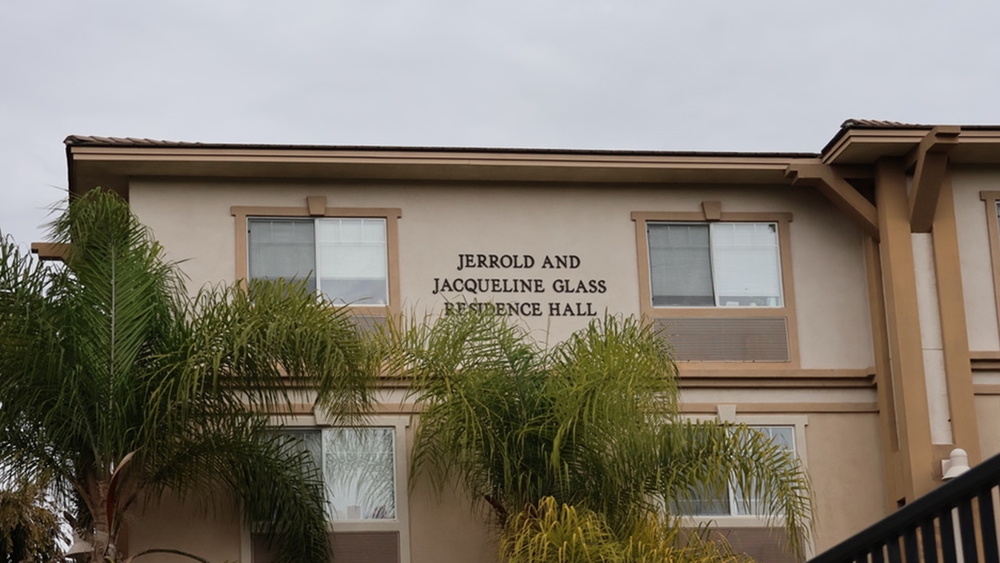 JERROLD AND
JACQUELINE GLASS
RESIDENCE HALL